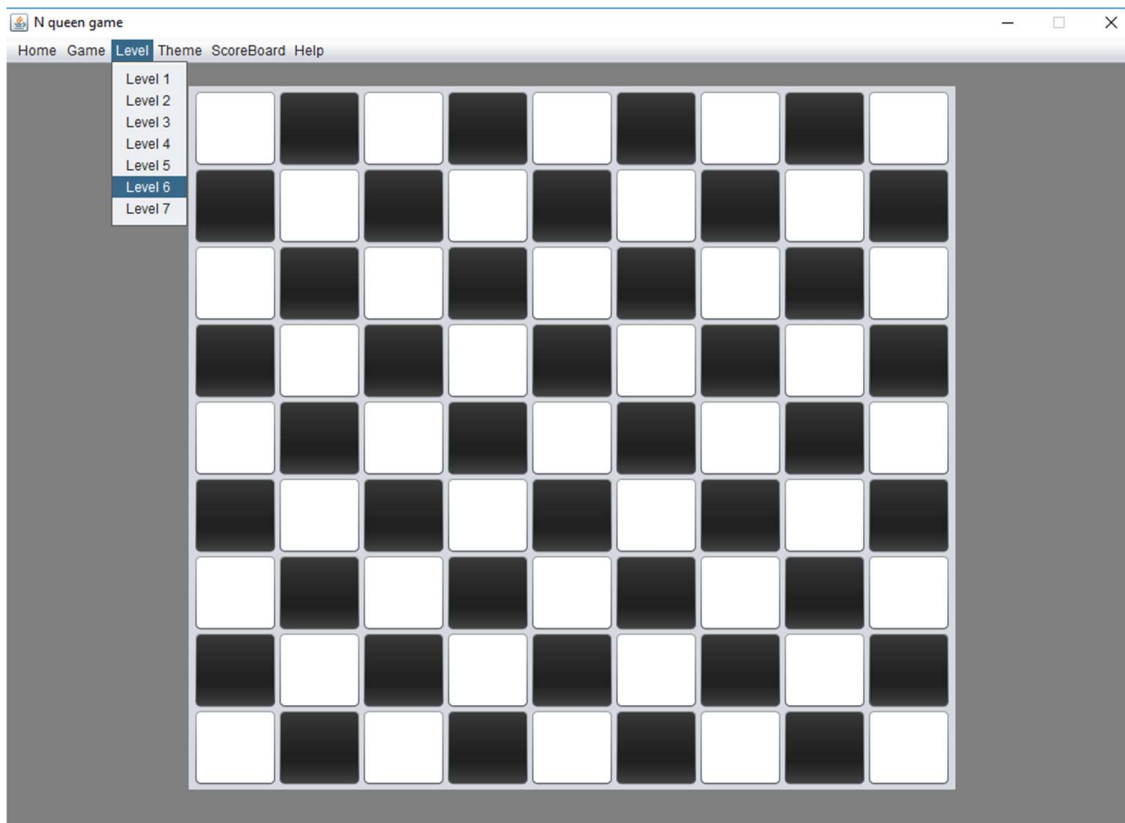 N queen game
Home Game Level Theme ScoreBoard Help
Level 1
Level 2
Level 3
Level 4
Level 5
Level 6
Level 7